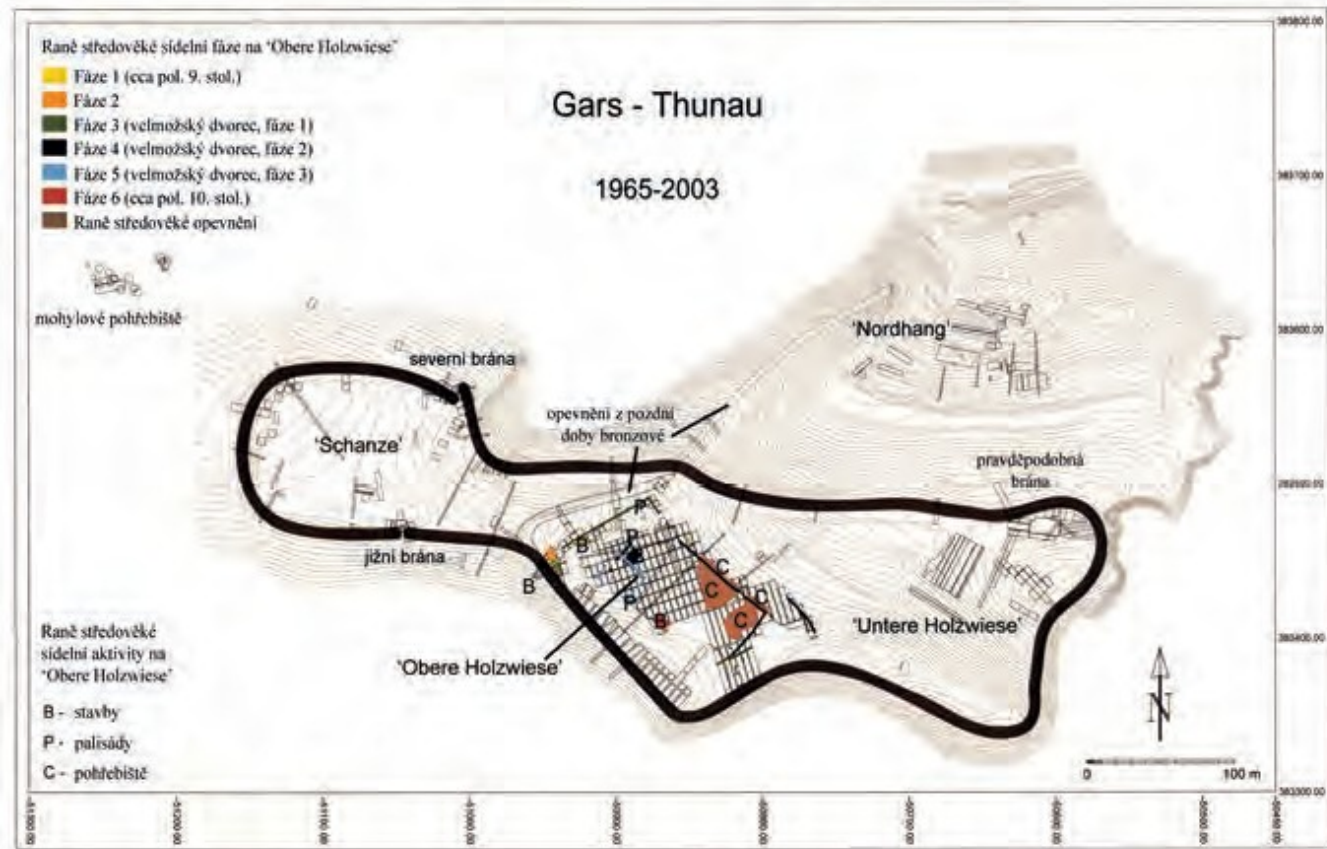 Raně středověké sídelní fáze na 'Obere Holzwiese'
Fáze 1 (cca pol. 9. stol.)
Fáze 2
Fáze 3 (velmožský dvorec, fáze 1)
Fáze 4 (velmožský dvorec, fáze 2)
Fáze 5 (velmožský dvorec, fáze 3)
Fáze 6 (cca pol. 10. stol.)
Raně středověké opevnění
mohylové pohřebiště
Gars - Thunau
1965-2003
'Nordhang'
severní brána
opevnění z pozdní
doby bronzové
'Schanze'
pravděpodobná
brána
jižní brána
P
B
P
B
P
B
C
C
C
C
'Obere Holzwiese'
'Untere Holzwiese'
Raně středověké
sídelní aktivity na
'Obere Holzwiese'
B - stavby
P - palisády
C - pohřebiště
N
0 100 m